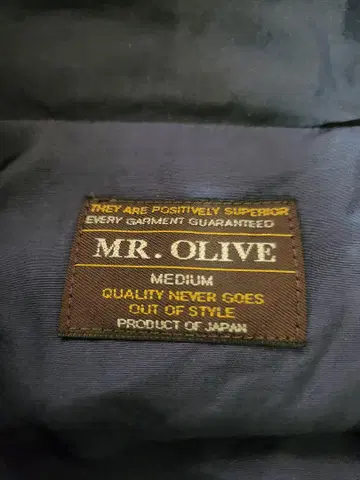 THEY ARE POSITIVELY SUPERIOR
EVERY GARMENT GUARANTEED
MR. OLIVE
MEDIUM
QUALITY NEVER GOES
OUT OF STYLE
PRODUCT OF JAPAN